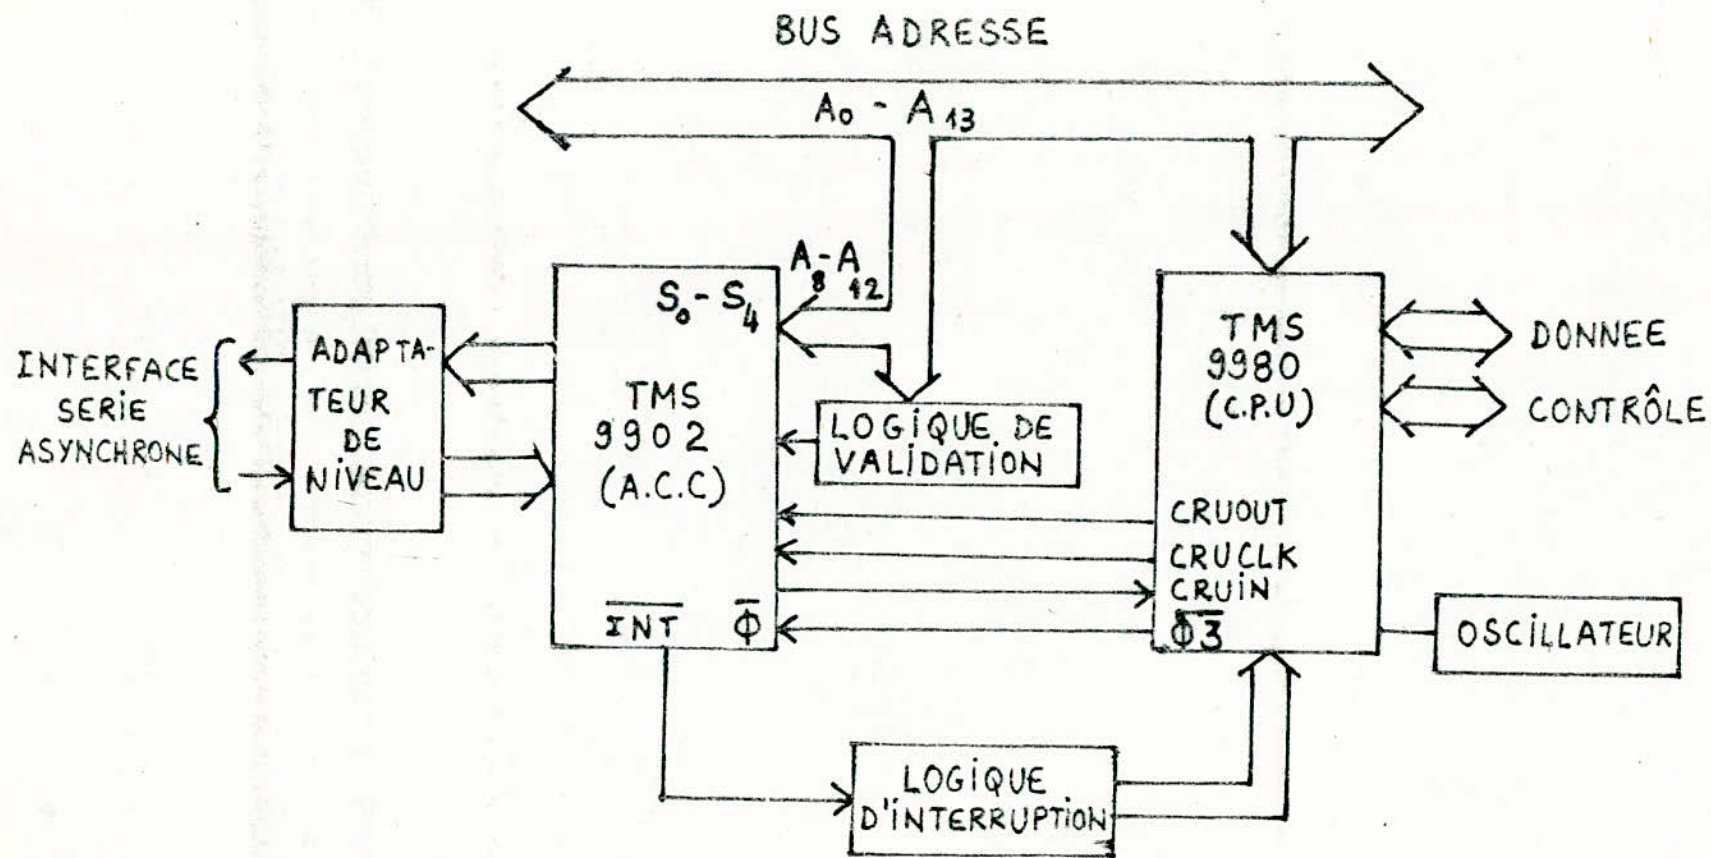 BUS ADRESSE
A0 - A13
A8-A12
S0-S4
TMS
9902
(A.C.C)
INT Φ
INTERFACE
SERIE
ASYNCHRONE
ADAPTA-
TEUR
DE
NIVEAU
LOGIQUE DE
VALIDATION
TMS
9980
(C.P.U)
CRUOUT
CRUCLK
CRUIN
Φ3
DONNEE
CONTRÔLE
OSCILLATEUR
LOGIQUE
D'INTERRUPTION